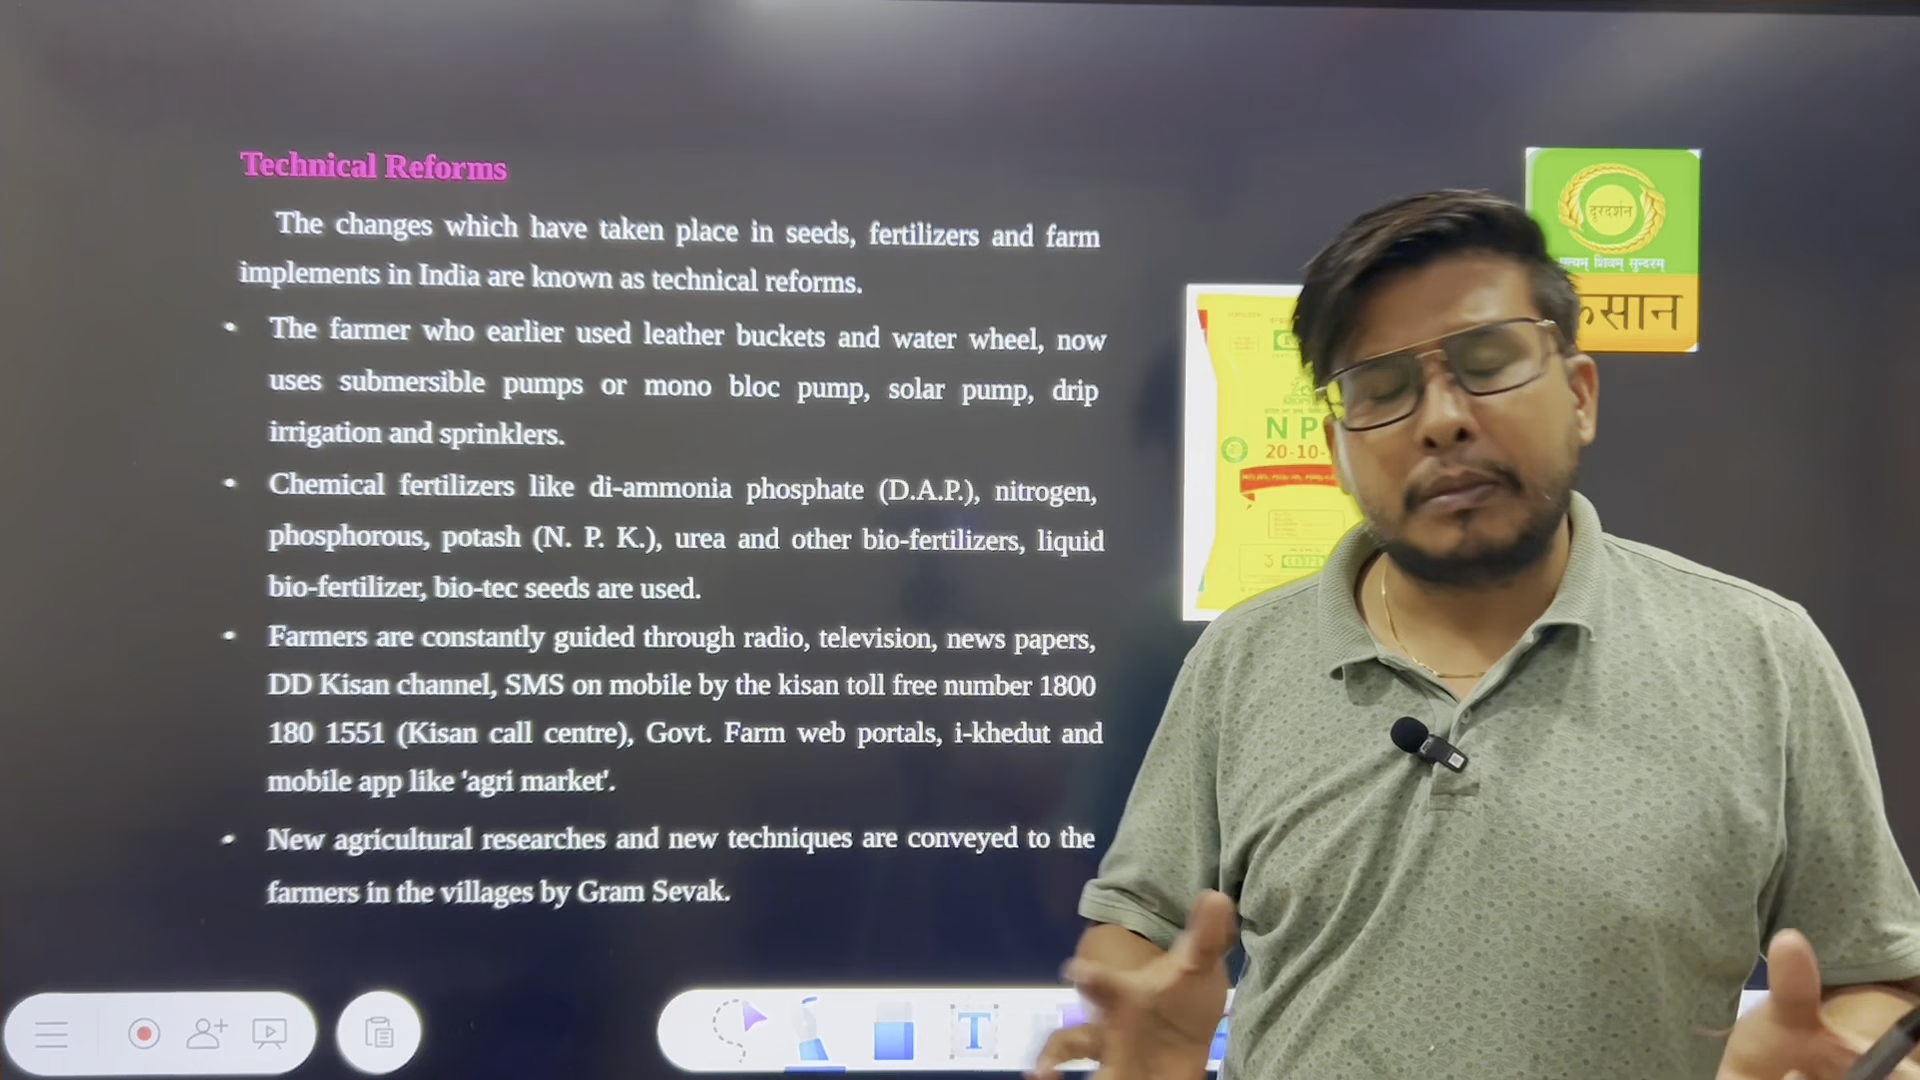 Technical Reforms
The changes which have taken place in seeds, fertilizers and farm
implements in India are known as technical reforms.
• The farmer who earlier used leather buckets and water wheel, now
uses submersible pumps or mono bloc pump, solar pump, drip
irrigation and sprinklers.
• Chemical fertilizers like di-ammonia phosphate (D.A.P.), nitrogen,
phosphorous, potash (N. P. K.), urea and other bio-fertilizers, liquid
bio-fertilizer, bio-tec seeds are used.
• Farmers are constantly guided through radio, television, news papers,
DD Kisan channel, SMS on mobile by the kisan toll free number 1800
180 1551 (Kisan call centre), Govt. Farm web portals, i-khedut and
mobile app like 'agri market'.
• New agricultural researches and new techniques are conveyed to the
farmers in the villages by Gram Sevak.
दूरदर्शन
सत्यम् शिवम् सुन्दरम्
N P
20-10-
T